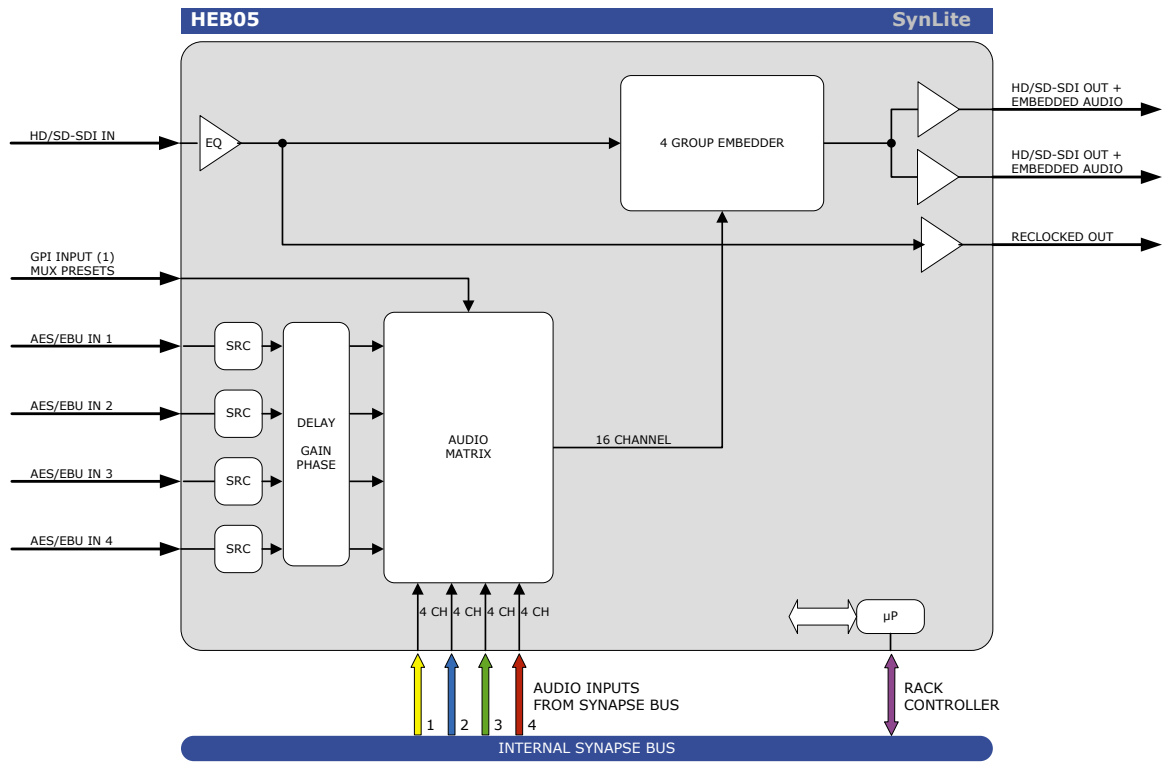 HEB05
SynLite
HD/SD-SDI IN
EQ
4 GROUP EMBEDDER
HD/SD-SDI OUT +
EMBEDDED AUDIO
HD/SD-SDI OUT +
EMBEDDED AUDIO
RECLOCKED OUT
GPI INPUT (1)
MUX PRESETS
AES/EBU IN 1
SRC
AES/EBU IN 2
SRC
AES/EBU IN 3
SRC
AES/EBU IN 4
SRC
DELAY
GAIN
PHASE
AUDIO
MATRIX
16 CHANNEL
4 CH
4 CH
4 CH
4 CH
µP
1
2
3
4
AUDIO INPUTS
FROM SYNAPSE BUS
RACK
CONTROLLER
INTERNAL SYNAPSE BUS